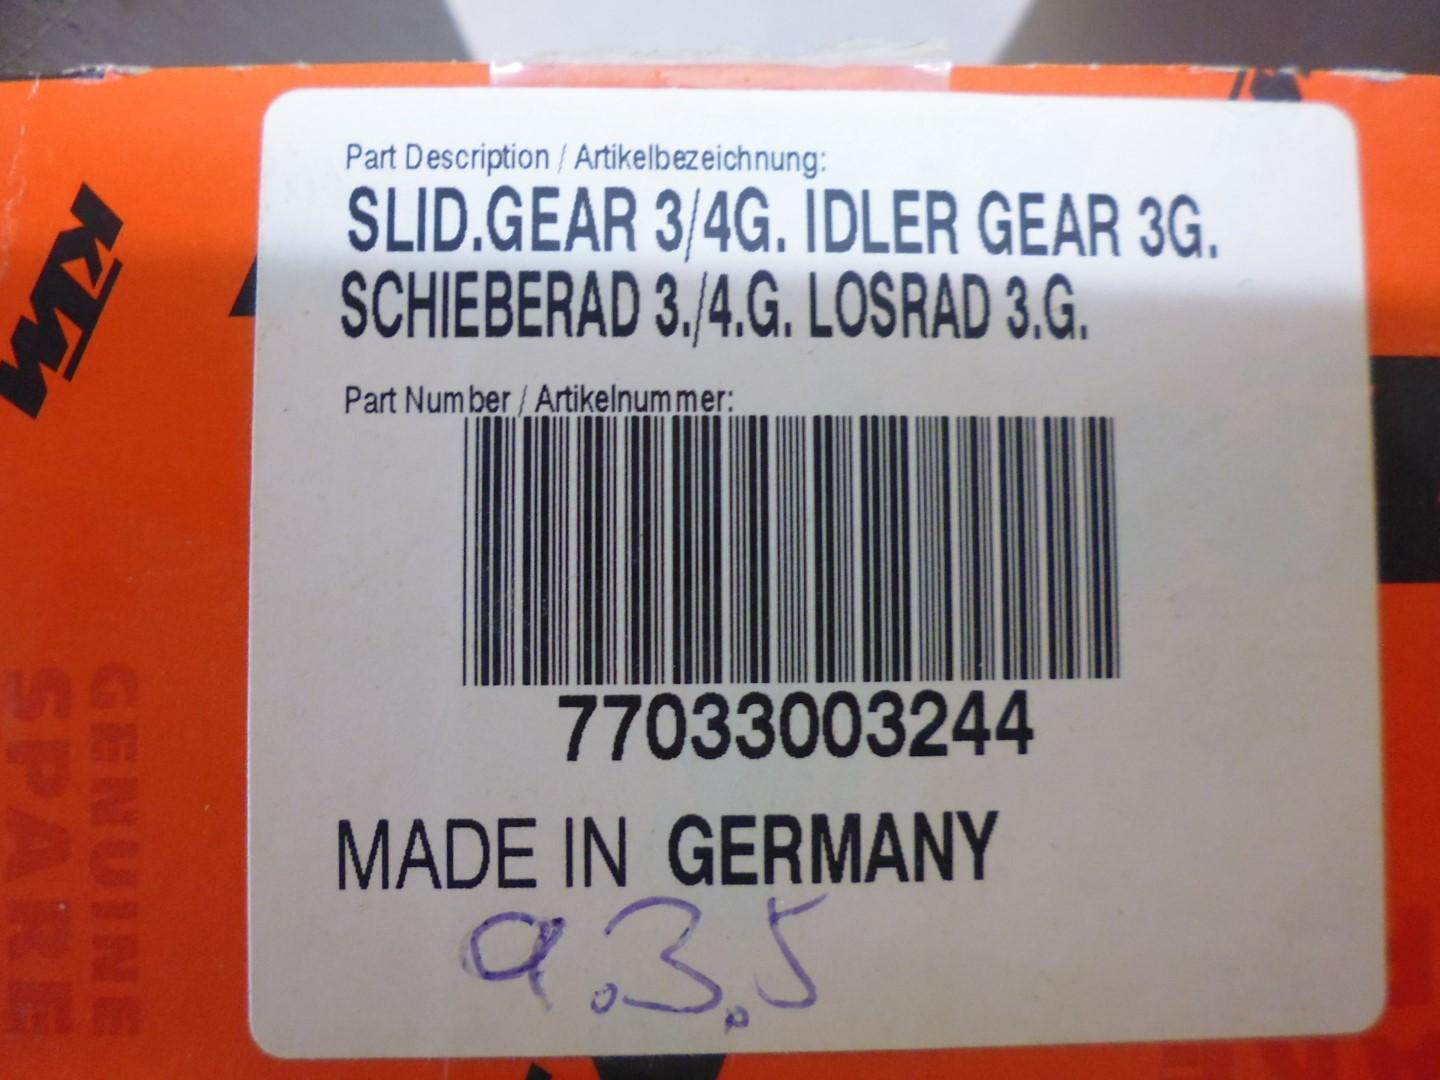 Part Description / Artikelbezeichnung:
SLID.GEAR 3/4G. IDLER GEAR 3G.
SCHIEBERAD 3./4.G. LOSRAD 3.G.
Part Number / Artikelnummer:
77033003244
MADE IN GERMANY
a.3.5
KTM
GENUINE
SPARE